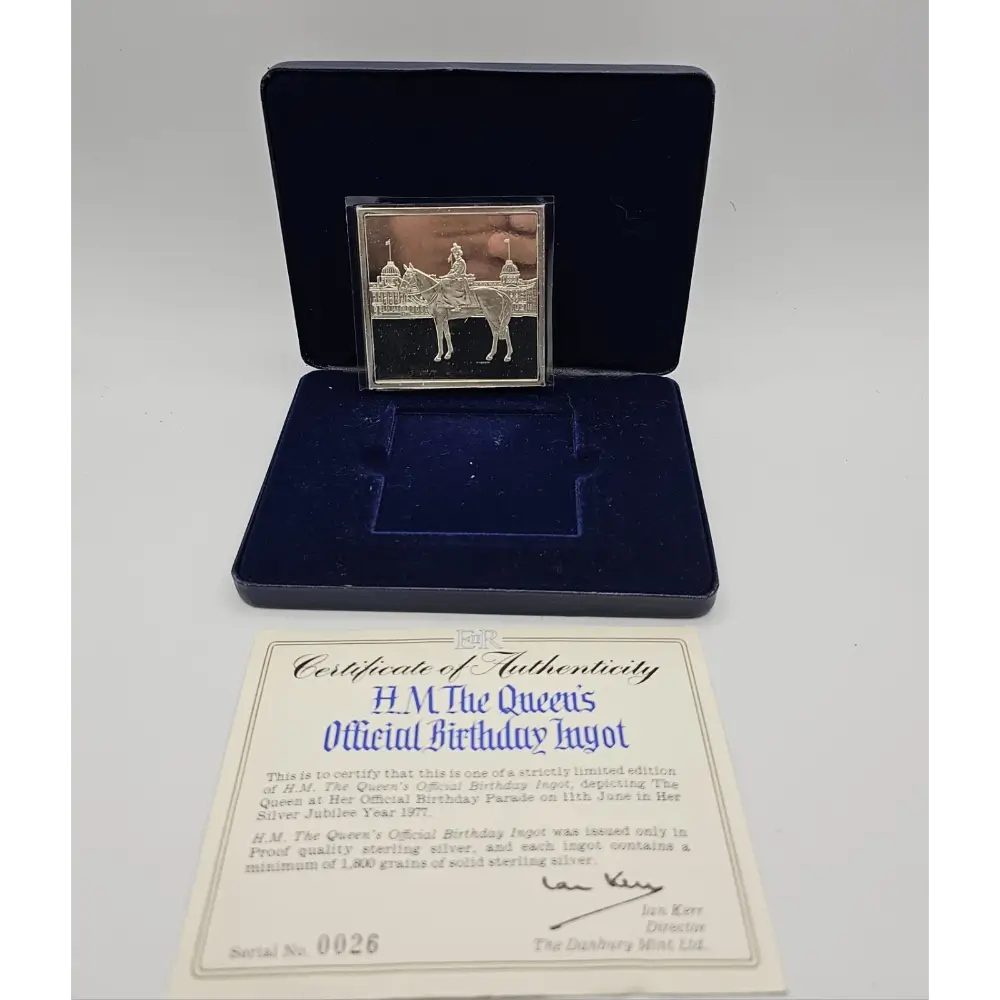 EIIR
Certificate of Authenticity
H.M. The Queen's
Official Birthday Ingot
This is to certify that this is one of a strictly limited edition
of H.M. The Queen's Official Birthday Ingot, depicting The
Queen at Her Official Birthday Parade on 11th June in Her
Silver Jubilee Year 1977.
H.M. The Queen's Official Birthday Ingot was issued only in
Proof quality sterling silver, and each ingot contains a
minimum of 1,800 grains of solid sterling silver.
Ian Kerr
Ian Kerr
Director
The Danbury Mint Ltd.
Serial No. 0026